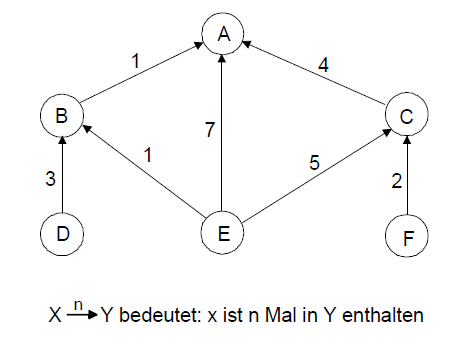 A
1
4
B
7
C
1
5
3
2
D
E
F
X n Y bedeutet: x ist n Mal in Y enthalten